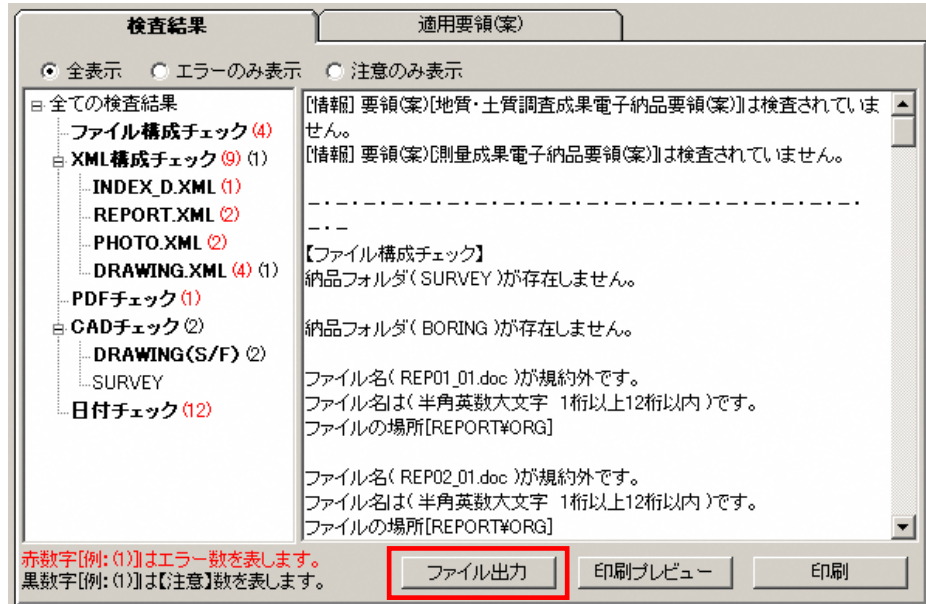 検査結果
適用要領(案)
全表示 エラーのみ表示 注意のみ表示
全ての検査結果
ファイル構成チェック (4)
XML構成チェック (9) (1)
INDEX_D.XML (1)
REPORT.XML (2)
PHOTO.XML (2)
DRAWING.XML (4) (1)
PDFチェック (1)
CADチェック (2)
DRAWING(S/F) (2)
SURVEY
日付チェック (12)
[情報] 要領(案)[地質・土質調査成果電子納品要領(案)]は検査されていま
せん。
[情報] 要領(案)[測量成果電子納品要領(案)]は検査されていません。
－・－・－・－・－・－・－・－・－・－・－・－・－・－・－・－・－・－・－・－・
－・－
【ファイル構成チェック】
納品フォルダ( SURVEY )が存在しません。
納品フォルダ( BORING )が存在しません。
ファイル名( REP01_01.doc )が規約外です。
ファイル名は( 半角英数大文字 1桁以上12桁以内 )です。
ファイルの場所[REPORT¥ORG]
ファイル名( REP02_01.doc )が規約外です。
ファイル名は( 半角英数大文字 1桁以上12桁以内 )です。
ファイルの場所[REPORT¥ORG]
赤数字[例: (1)]はエラー数を表します。
黒数字[例: (1)]は【注意】数を表します。
ファイル出力
印刷プレビュー
印刷